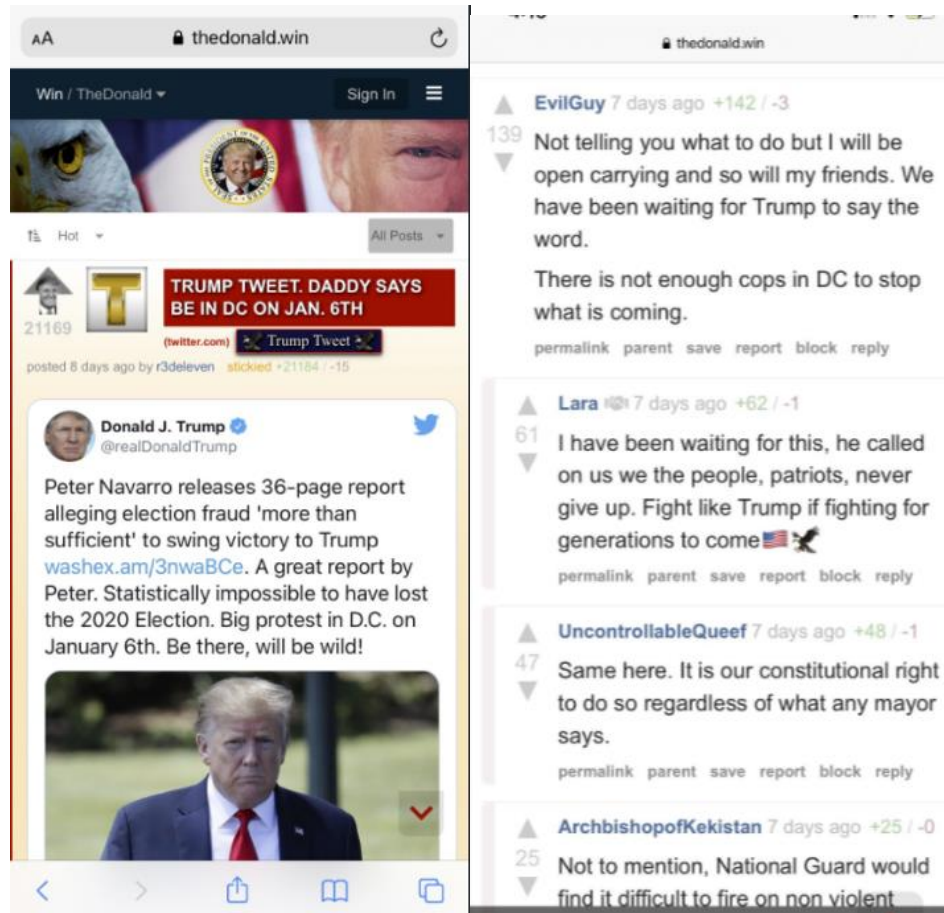 AA thedonald.win
Win / TheDonald Sign In
Hot All Posts
21169
TRUMP TWEET. DADDY SAYS
BE IN DC ON JAN. 6TH
(twitter.com) Trump Tweet
posted 8 days ago by r3deleven stickied +21184 / -15
Donald J. Trump
@realDonaldTrump
Peter Navarro releases 36-page report
alleging election fraud 'more than
sufficient' to swing victory to Trump
washex.am/3nwaBCe. A great report by
Peter. Statistically impossible to have lost
the 2020 Election. Big protest in D.C. on
January 6th. Be there, will be wild!
thedonald.win
EvilGuy 7 days ago +142 / -3
139
Not telling you what to do but I will be
open carrying and so will my friends. We
have been waiting for Trump to say the
word.
There is not enough cops in DC to stop
what is coming.
permalink parent save report block reply
Lara 7 days ago +62 / -1
61
I have been waiting for this, he called
on us we the people, patriots, never
give up. Fight like Trump if fighting for
generations to come🇺🇸🦅
permalink parent save report block reply
UncontrollableQueef 7 days ago +48 / -1
47
Same here. It is our constitutional right
to do so regardless of what any mayor
says.
permalink parent save report block reply
ArchbishopofKekistan 7 days ago +25 / -0
25
Not to mention, National Guard would
find it difficult to fire on non violent